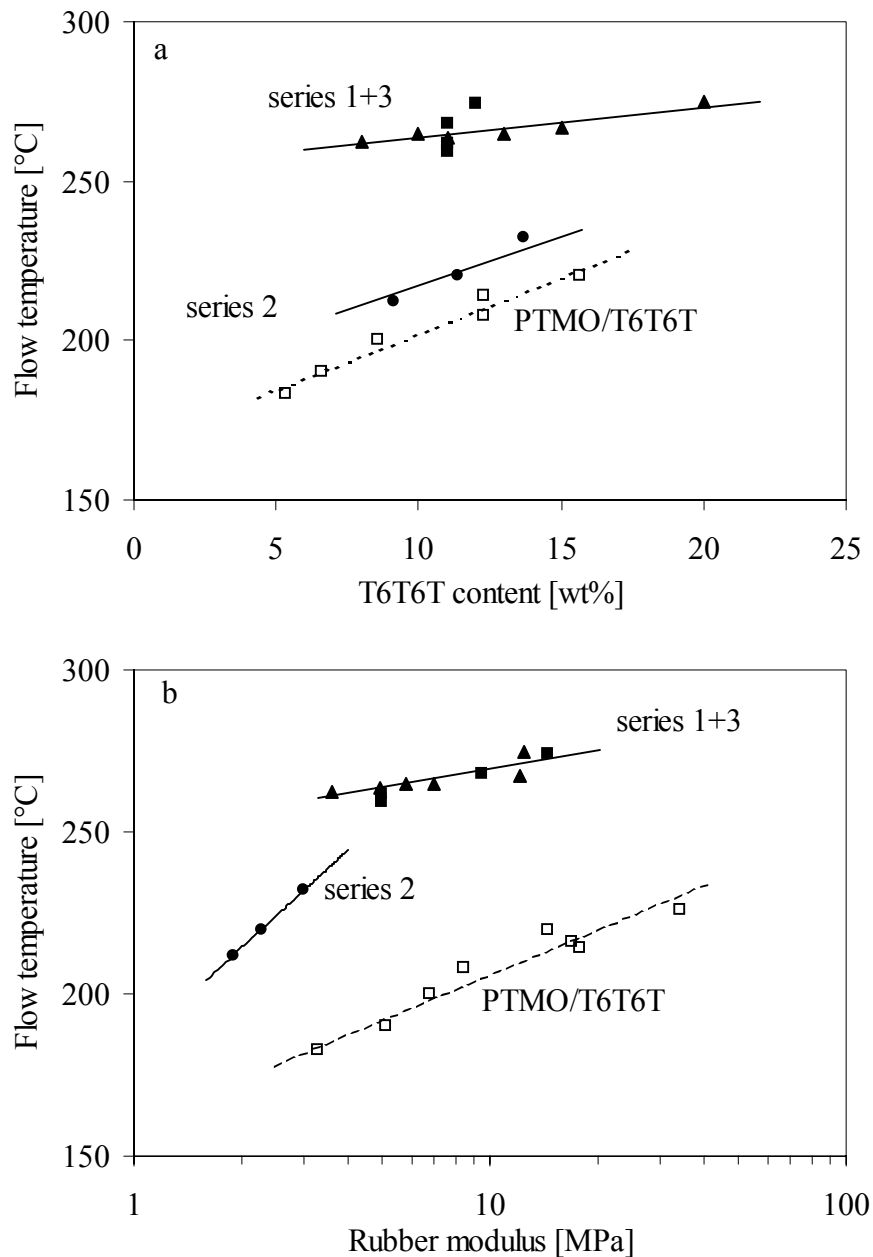 300
a
series 1+3
250
series 2
PTMO/T6T6T
200
150
0
5
10
15
20
25
Flow temperature [°C]
T6T6T content [wt%]
300
b
series 1+3
250
series 2
200
PTMO/T6T6T
150
1
10
100
Flow temperature [°C]
Rubber modulus [MPa]